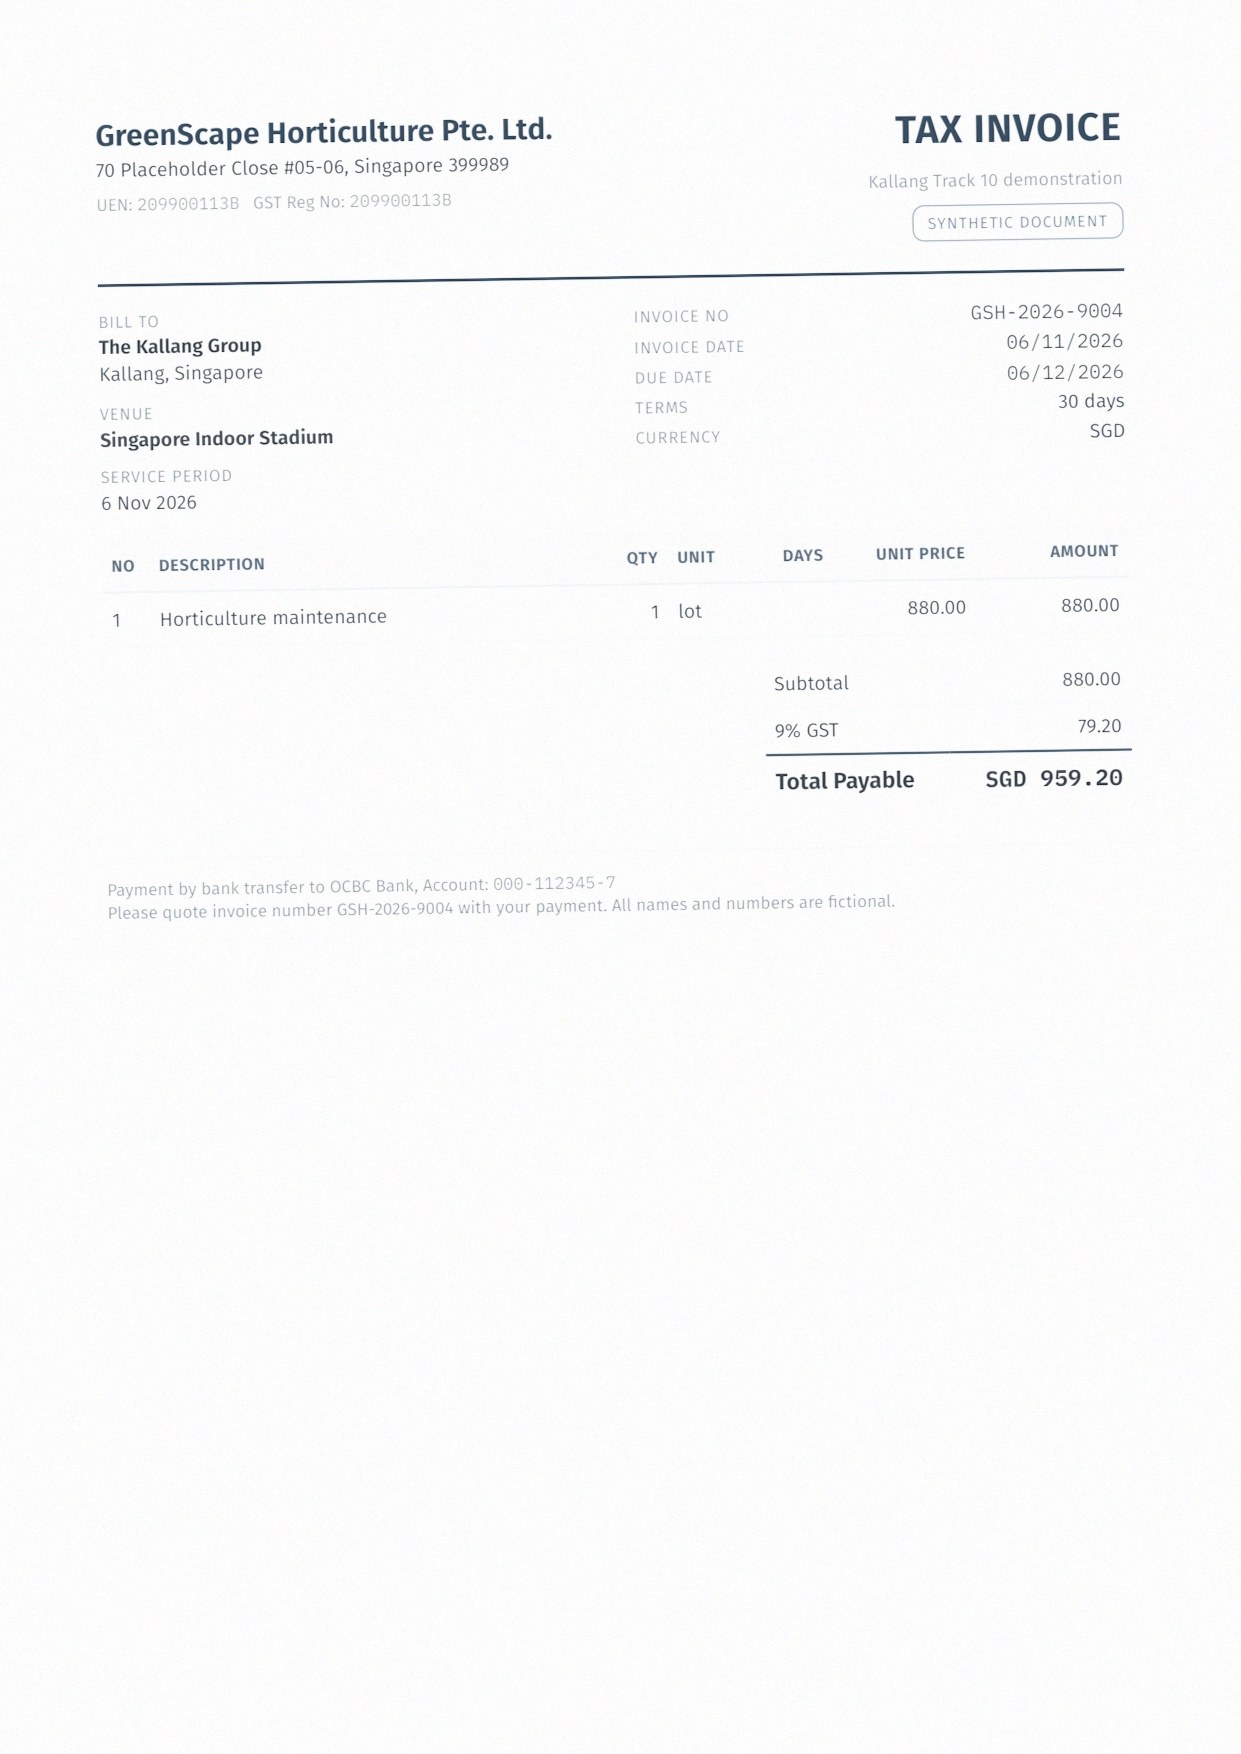 GreenScape Horticulture Pte. Ltd.
70 Placeholder Close #05-06, Singapore 399989
UEN: 209900113B GST Reg No: 209900113B
TAX INVOICE
Kallang Track 10 demonstration
SYNTHETIC DOCUMENT
BILL TO
The Kallang Group
Kallang, Singapore
VENUE
Singapore Indoor Stadium
SERVICE PERIOD
6 Nov 2026
INVOICE NO GSH-2026-9004
INVOICE DATE 06/11/2026
DUE DATE 06/12/2026
TERMS 30 days
CURRENCY SGD
NO DESCRIPTION QTY UNIT DAYS UNIT PRICE AMOUNT
1 Horticulture maintenance 1 lot 880.00 880.00
Subtotal 880.00
9% GST 79.20
Total Payable SGD 959.20
Payment by bank transfer to OCBC Bank, Account: 000-112345-7
Please quote invoice number GSH-2026-9004 with your payment. All names and numbers are fictional.